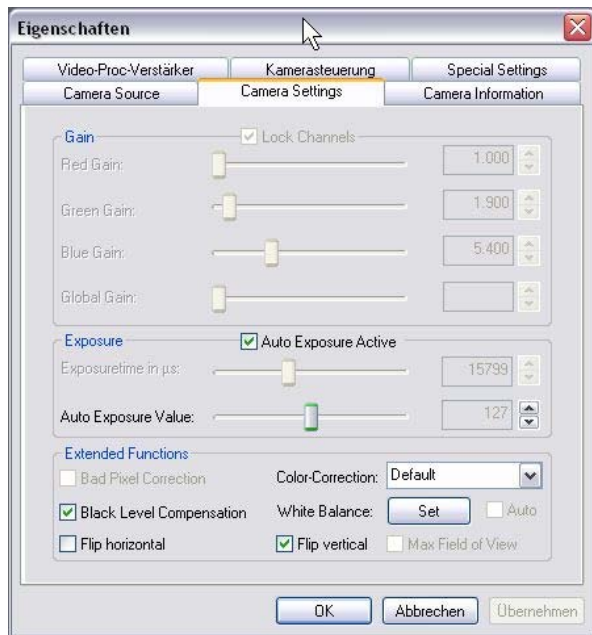 Eigenschaften
Video-Proc-Verstärker Kamerasteuerung Special Settings
Camera Source Camera Settings Camera Information
Gain Lock Channels
Red Gain: 1.000
Green Gain: 1.900
Blue Gain: 5.400
Global Gain:
Exposure Auto Exposure Active
Exposuretime in µs: 15799
Auto Exposure Value: 127
Extended Functions
Bad Pixel Correction Color-Correction: Default
Black Level Compensation White Balance: Set Auto
Flip horizontal Flip vertical Max Field of View
OK Abbrechen Übernehmen